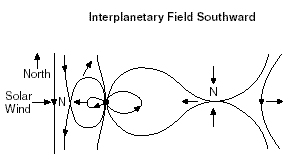 Interplanetary Field Southward
North
Solar
Wind
N
N